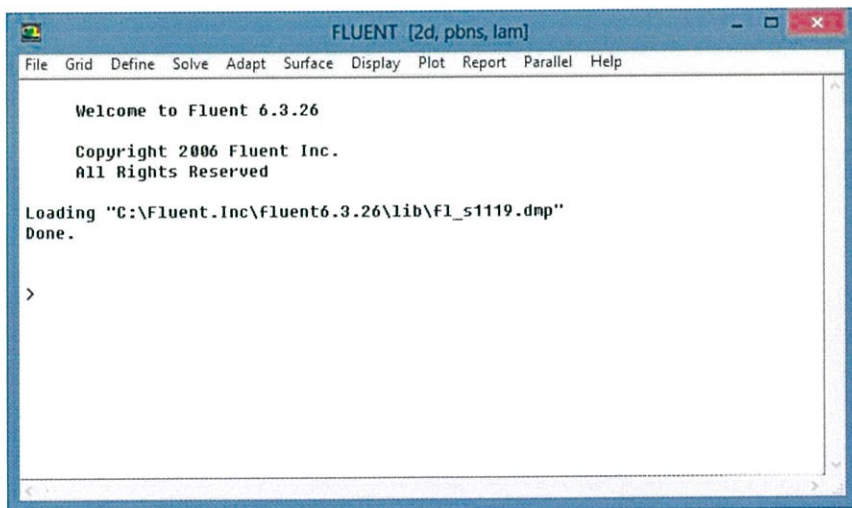 FLUENT [2d, pbns, lam]
File Grid Define Solve Adapt Surface Display Plot Report Parallel Help
Welcome to Fluent 6.3.26
Copyright 2006 Fluent Inc.
All Rights Reserved
Loading "C:\Fluent.Inc\fluent6.3.26\lib\fl_s1119.dmp"
Done.
>